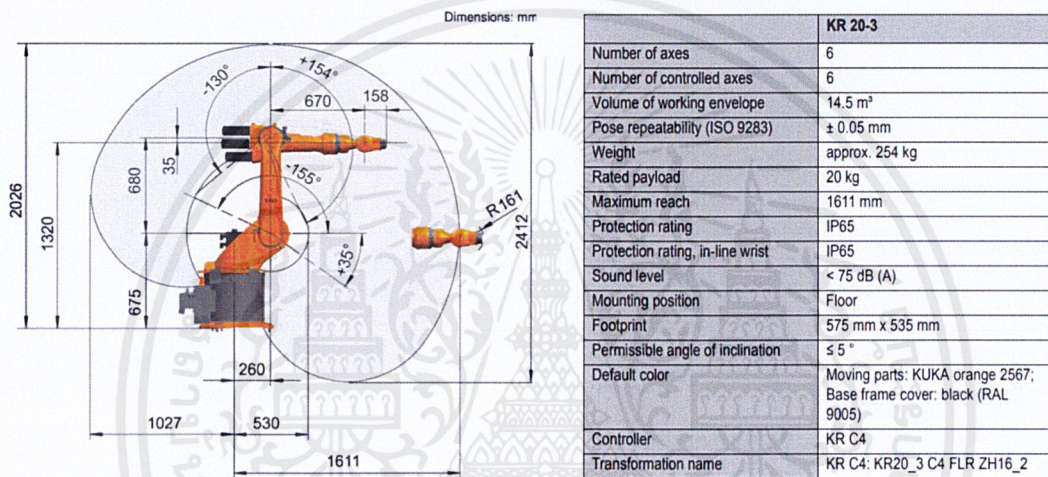 Dimensions: mm
+154°
-130°
670
158
35
680
-155°
2026
1320
R161
2412
+35°
675
260
1027
530
1611
KR 20-3
Number of axes 6
Number of controlled axes 6
Volume of working envelope 14.5 m³
Pose repeatability (ISO 9283) ± 0.05 mm
Weight approx. 254 kg
Rated payload 20 kg
Maximum reach 1611 mm
Protection rating IP65
Protection rating, in-line wrist IP65
Sound level < 75 dB (A)
Mounting position Floor
Footprint 575 mm x 535 mm
Permissible angle of inclination ≤ 5 °
Default color Moving parts: KUKA orange 2567;
Base frame cover: black (RAL
9005)
Controller KR C4
Transformation name KR C4: KR20_3 C4 FLR ZH16_2